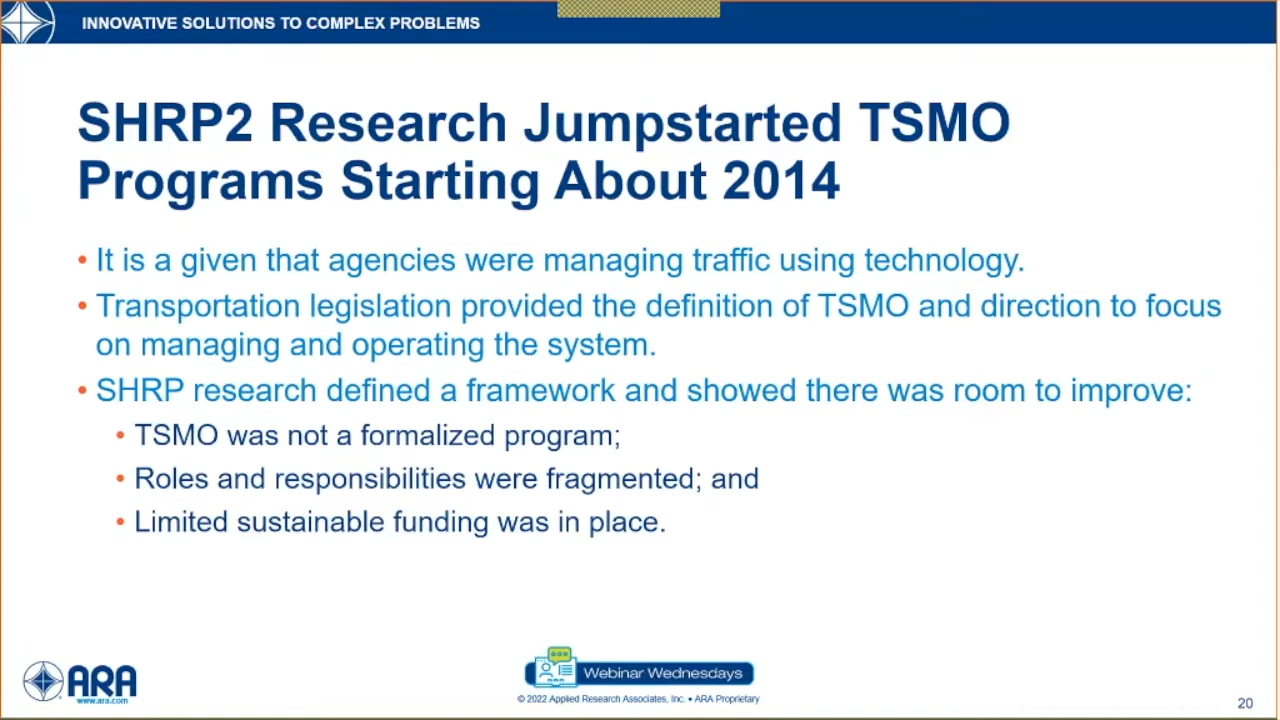 INNOVATIVE SOLUTIONS TO COMPLEX PROBLEMS
SHRP2 Research Jumpstarted TSMO
Programs Starting About 2014
• It is a given that agencies were managing traffic using technology.
• Transportation legislation provided the definition of TSMO and direction to focus
on managing and operating the system.
• SHRP research defined a framework and showed there was room to improve:
• TSMO was not a formalized program;
• Roles and responsibilities were fragmented; and
• Limited sustainable funding was in place.
ARA
www.ara.com
Webinar Wednesdays
© 2022 Applied Research Associates, Inc. • ARA Proprietary
20